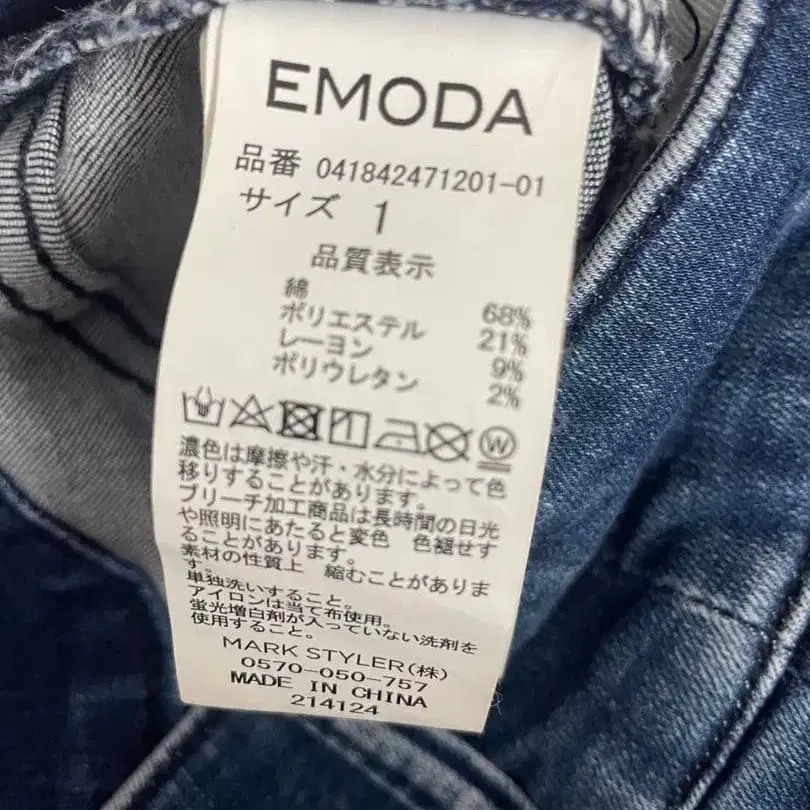 EMODA
品番 041842471201-01
サイズ 1
品質表示
綿 68%
ポリエステル 21%
レーヨン 9%
ポリウレタン 2%
W
濃色は摩擦や汗・水分によって色
移りすることがあります。
ブリーチ加工商品は長時間の日光
や照明にあたると変色 色褪せす
ることがあります。
素材の性質上 縮むことがありま
す。
単独洗いすること。
アイロンは当て布使用。
蛍光増白剤が入っていない洗剤を
使用すること。
MARK STYLER(株)
0570-050-757
MADE IN CHINA
214124